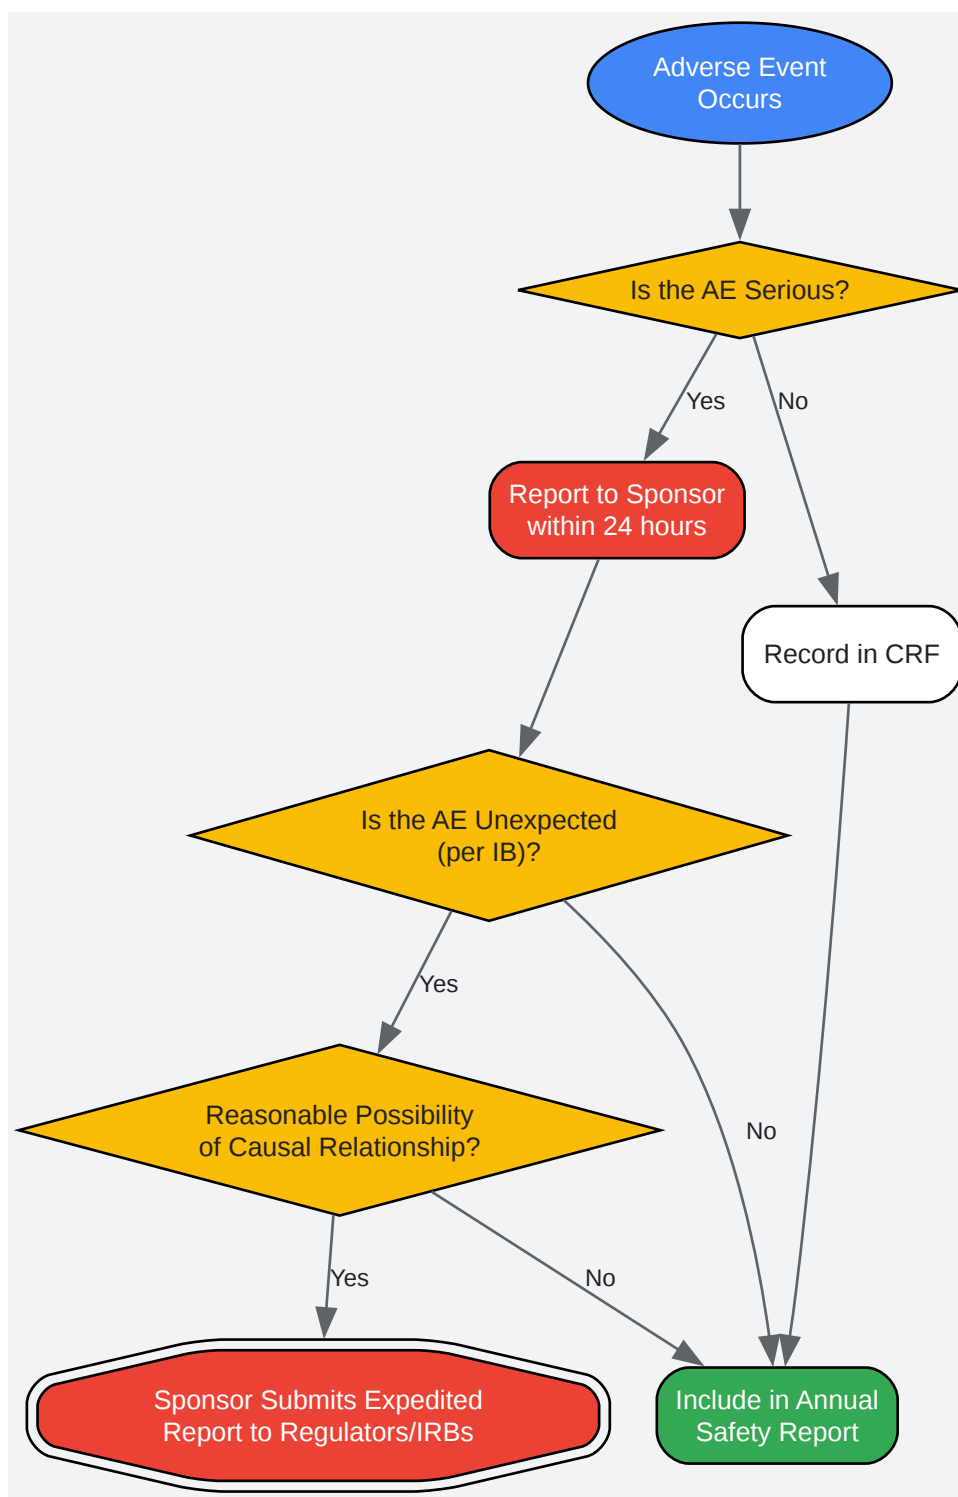 Adverse Event
Occurs
Is the AE Serious?
Yes
No
Report to Sponsor
within 24 hours
Record in CRF
Is the AE Unexpected
(per IB)?
Yes
No
Reasonable Possibility
of Causal Relationship?
Yes
No
Sponsor Submits Expedited
Report to Regulators/IRBs
Include in Annual
Safety Report